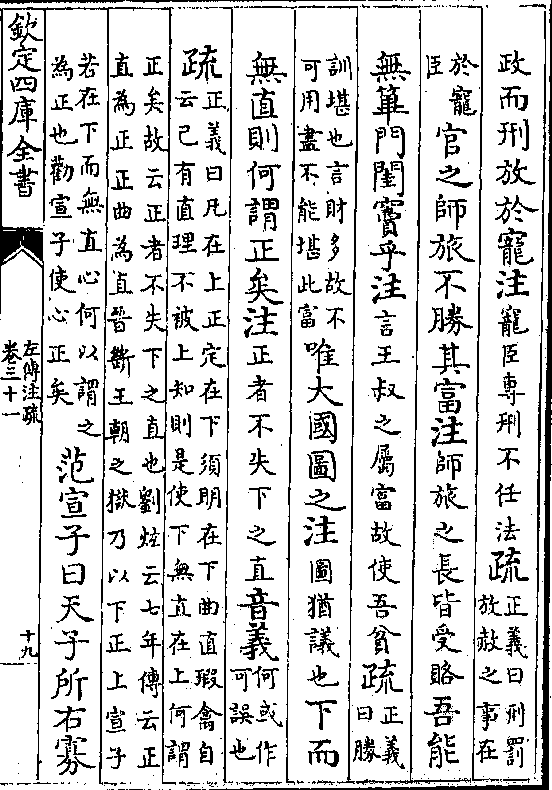 政而刑放於寵注寵臣專刑不任法疏正義曰刑罰放赦之事在
於寵臣官之師旅不勝其富注師旅之長皆受賂吾能
無篳門閨竇乎注言王叔之屬富故使吾貧疏正義曰勝
訓堪也言財多故不可用盡不能堪此富唯大國圖之注圖猶議也下而
無直則何謂正矣注正者不失下之直音義何或作可誤也
疏正義曰凡在上正定在下須明在下曲直瑕禽自云己有直理不被上知則是使下無直在上何謂
正矣故云正者不失下之直也劉炫云七年傳云正直為正正曲為直晉斷王朝之獄乃以下正上宣子
若在下而無直心何以謂之為正也勸宣子使心正矣范宣子曰天子所右寡
欽定四庫全書
左傳注疏
卷三十一
十九